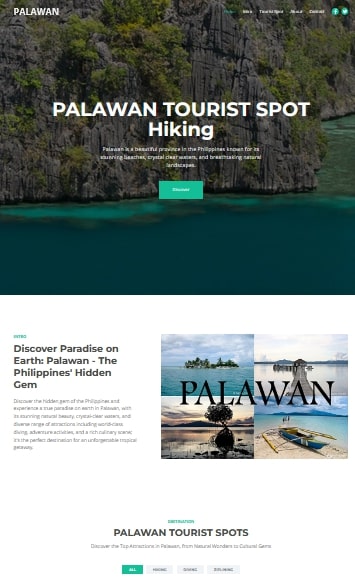 PALAWAN
Home Intro Tourist Spot About Contact
PALAWAN TOURIST SPOT
Hiking
Palawan is a beautiful province in the Philippines known for its
stunning beaches, crystal clear waters, and breathtaking natural
landscapes.
Discover
INTRO
Discover Paradise on
Earth: Palawan - The
Philippines' Hidden
Gem
Discover the hidden gem of the Philippines and
experience a true paradise on earth in Palawan, with
its stunning natural beauty, crystal-clear waters, and
diverse range of attractions including world-class
diving, adventure activities, and a rich culinary scene;
it's the perfect destination for an unforgettable tropical
getaway.
PALAWAN
DESTINATION
PALAWAN TOURIST SPOTS
Discover the Top Attractions in Palawan, from Natural Wonders to Cultural Gems
ALL HIKING DIVING EXPLORING